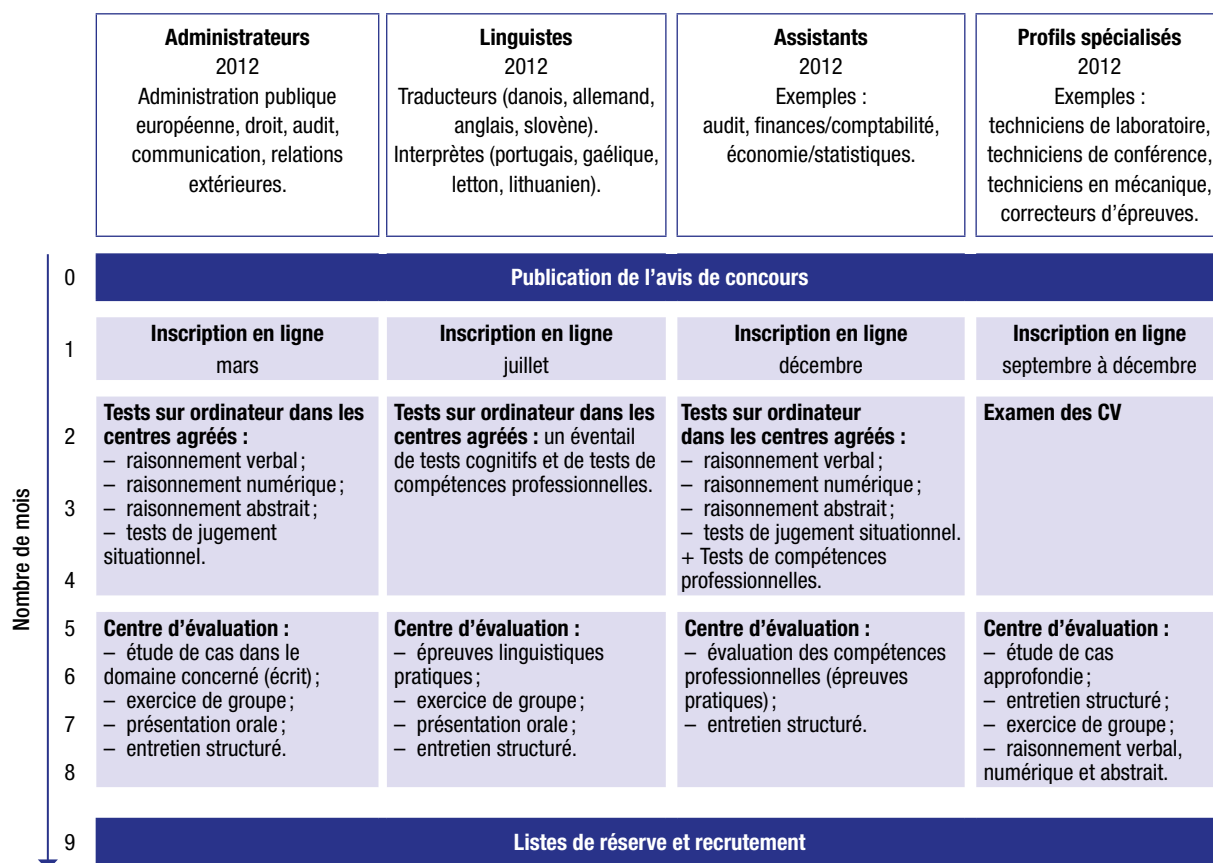 Administrateurs
2012
Administration publique
européenne, droit, audit,
communication, relations
extérieures.
Linguistes
2012
Traducteurs (danois, allemand,
anglais, slovène).
Interprètes (portugais, gaélique,
letton, lithuanien).
Assistants
2012
Exemples :
audit, finances/comptabilité,
économie/statistiques.
Profils spécialisés
2012
Exemples :
techniciens de laboratoire,
techniciens de conférence,
techniciens en mécanique,
correcteurs d’épreuves.
Nombre de mois
0
Publication de l’avis de concours
1
Inscription en ligne
mars
Inscription en ligne
juillet
Inscription en ligne
décembre
Inscription en ligne
septembre à décembre
2
3
4
Tests sur ordinateur dans les
centres agréés :
– raisonnement verbal ;
– raisonnement numérique ;
– raisonnement abstrait ;
– tests de jugement
situationnel.
Tests sur ordinateur dans les
centres agréés : un éventail
de tests cognitifs et de tests de
compétences professionnelles.
Tests sur ordinateur
dans les centres agréés :
– raisonnement verbal ;
– raisonnement numérique ;
– raisonnement abstrait ;
– tests de jugement situationnel.
+ Tests de compétences
professionnelles.
Examen des CV
5
6
7
8
Centre d’évaluation :
– étude de cas dans le
domaine concerné (écrit) ;
– exercice de groupe ;
– présentation orale ;
– entretien structuré.
Centre d’évaluation :
– épreuves linguistiques
pratiques ;
– exercice de groupe ;
– présentation orale ;
– entretien structuré.
Centre d’évaluation :
– évaluation des compétences
professionnelles (épreuves
pratiques) ;
– entretien structuré.
Centre d’évaluation :
– étude de cas
approfondie ;
– entretien structuré ;
– exercice de groupe ;
– raisonnement verbal,
numérique et abstrait.
9
Listes de réserve et recrutement